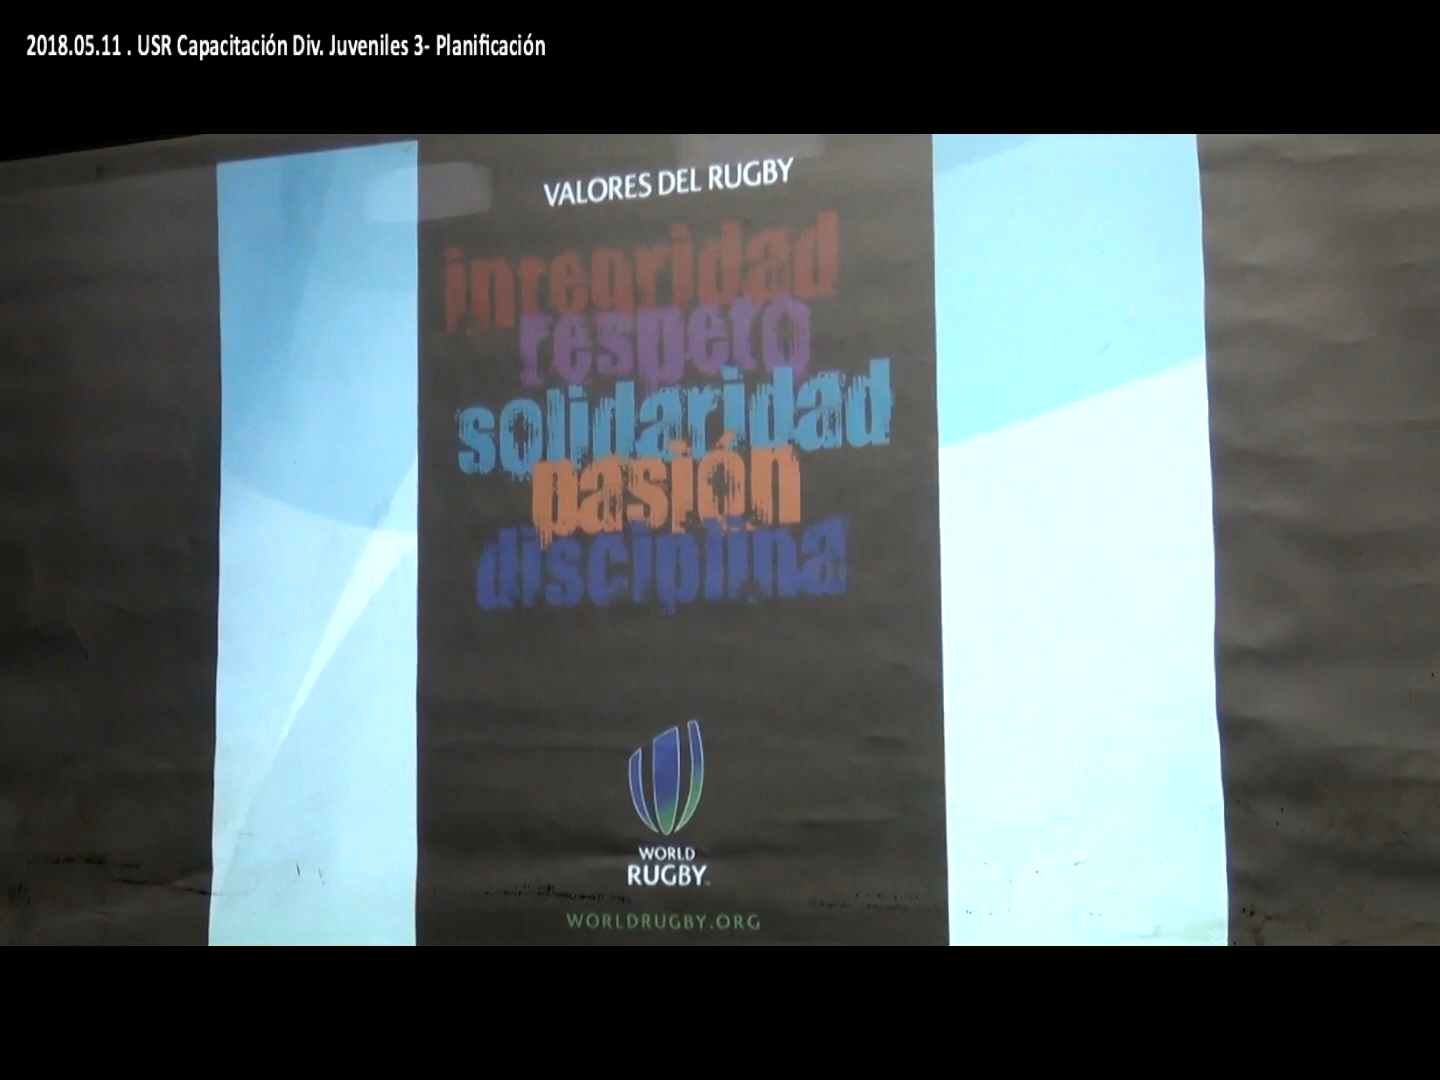 2018.05.11 . USR Capacitación Div. Juveniles 3- Planificación
VALORES DEL RUGBY
integridad
respeto
solidaridad
pasión
disciplina
WORLD
RUGBY™
WORLDRUGBY.ORG